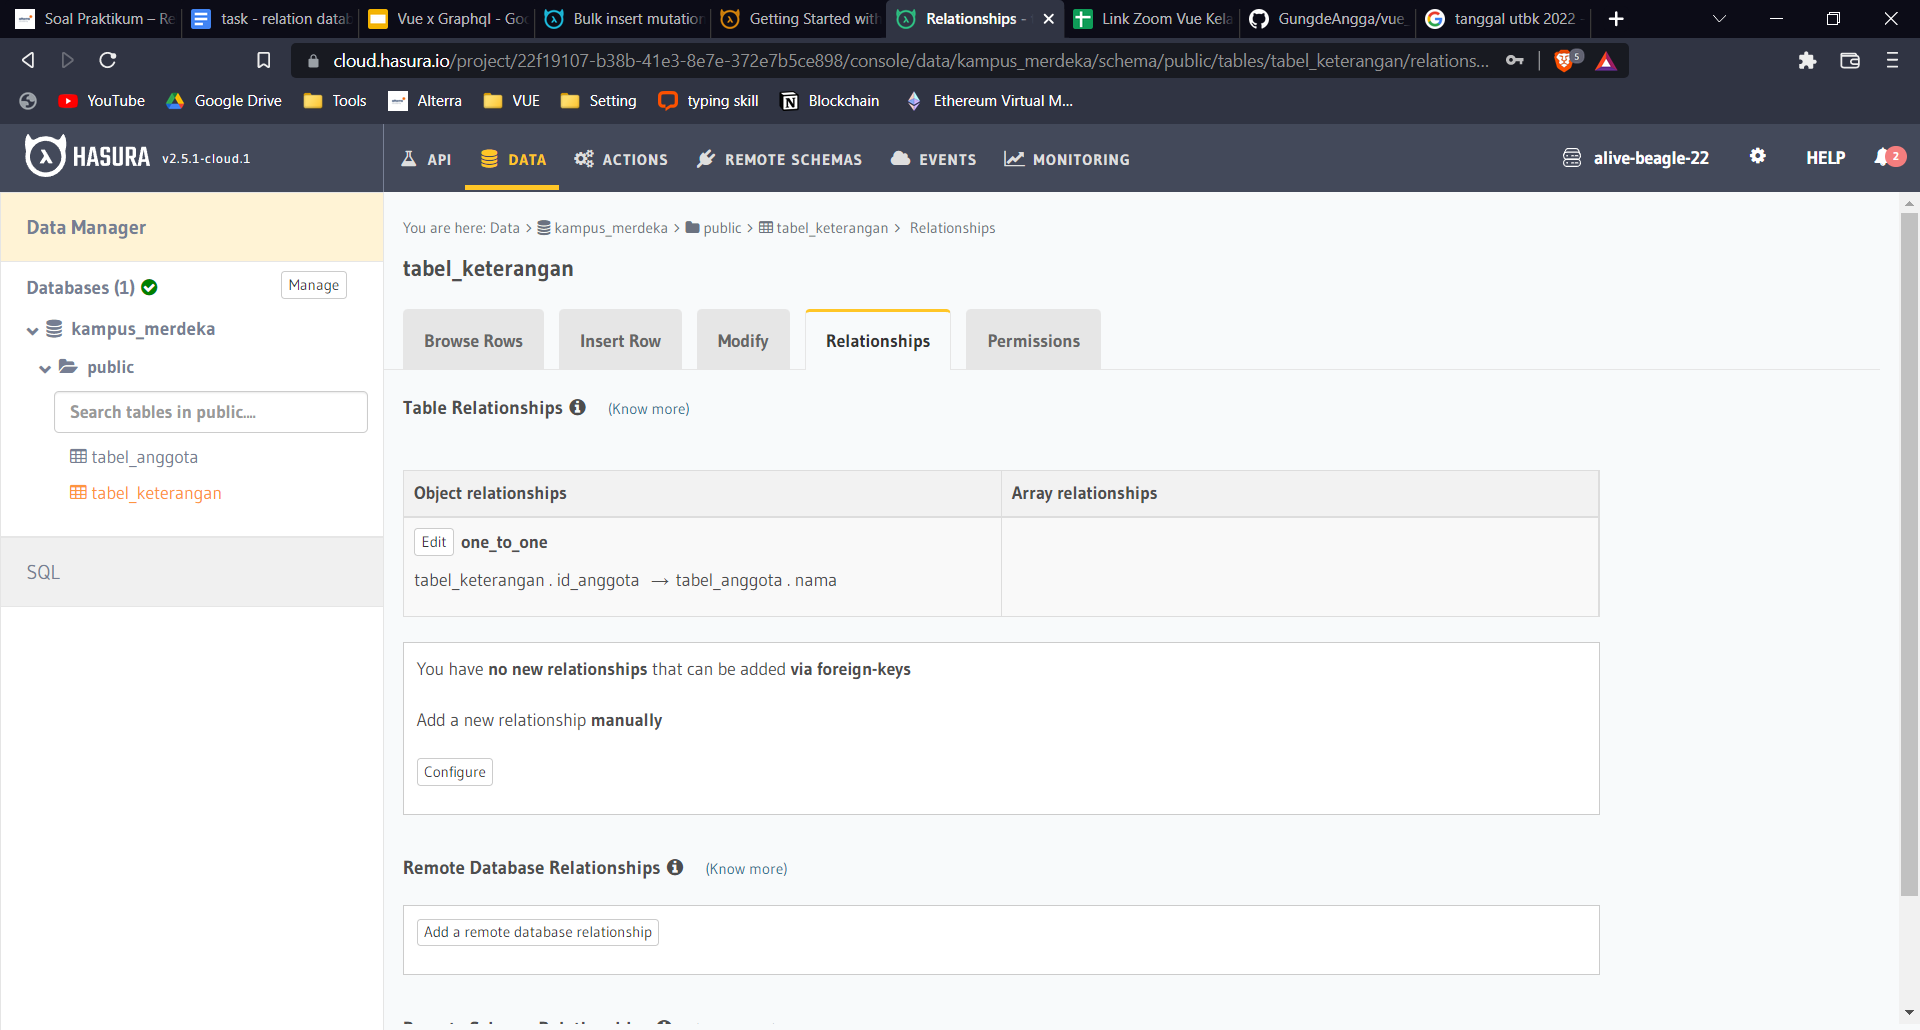 Soal Praktikum – Re
task - relation datab
Vue x Graphql - Goo
Bulk insert mutation
Getting Started with
Relationships -
Link Zoom Vue Kela
GungdeAngga/vue_
tanggal utbk 2022 -
cloud.hasura.io/project/22f19107-b38b-41e3-8e7e-372e7b5ce898/console/data/kampus_merdeka/schema/public/tables/tabel_keterangan/relations...
5
YouTube
Google Drive
Tools
Alterra
VUE
Setting
typing skill
Blockchain
Ethereum Virtual M...
HASURA
v2.5.1-cloud.1
API
DATA
ACTIONS
REMOTE SCHEMAS
EVENTS
MONITORING
alive-beagle-22
HELP
2
Data Manager
Databases (1)
Manage
kampus_merdeka
public
Search tables in public....
tabel_anggota
tabel_keterangan
SQL
You are here: Data > kampus_merdeka > public > tabel_keterangan > Relationships
tabel_keterangan
Browse Rows
Insert Row
Modify
Relationships
Permissions
Table Relationships (Know more)
Object relationships
Array relationships
Edit one_to_one
tabel_keterangan . id_anggota → tabel_anggota . nama
You have no new relationships that can be added via foreign-keys
Add a new relationship manually
Configure
Remote Database Relationships (Know more)
Add a remote database relationship